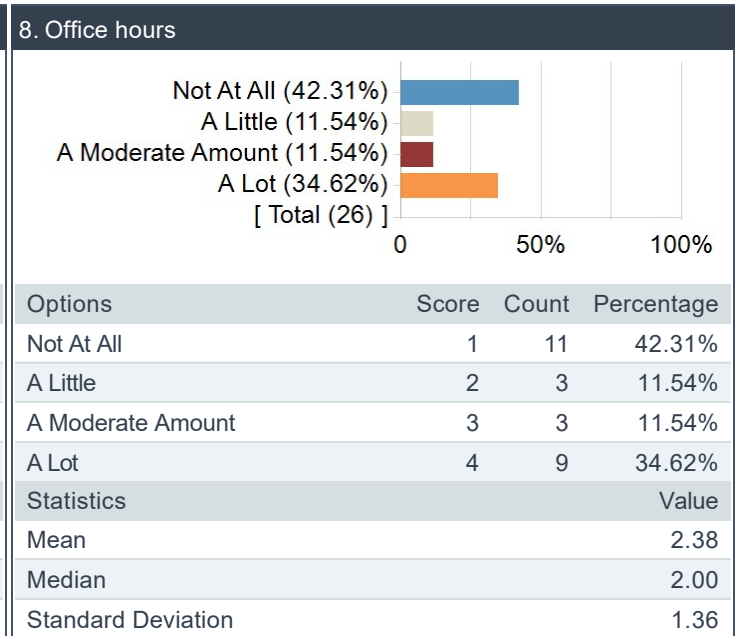 8. Office hours
Not At All (42.31%)
A Little (11.54%)
A Moderate Amount (11.54%)
A Lot (34.62%)
[ Total (26) ]
0 50% 100%
Options Score Count Percentage
Not At All 1 11 42.31%
A Little 2 3 11.54%
A Moderate Amount 3 3 11.54%
A Lot 4 9 34.62%
Statistics Value
Mean 2.38
Median 2.00
Standard Deviation 1.36